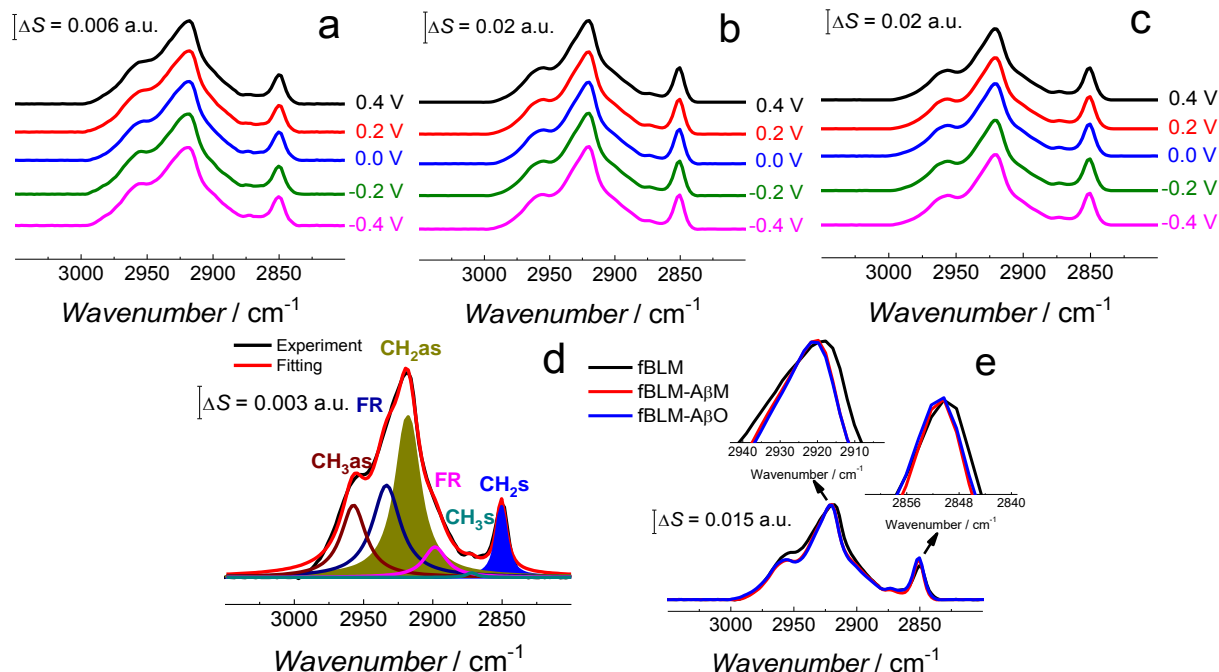 ΔS = 0.006 a.u.
a
0.4 V
0.2 V
0.0 V
-0.2 V
-0.4 V
3000 2950 2900 2850
Wavenumber / cm⁻¹
ΔS = 0.02 a.u.
b
0.4 V
0.2 V
0.0 V
-0.2 V
-0.4 V
3000 2950 2900 2850
Wavenumber / cm⁻¹
ΔS = 0.02 a.u.
c
0.4 V
0.2 V
0.0 V
-0.2 V
-0.4 V
3000 2950 2900 2850
Wavenumber / cm⁻¹
Experiment
Fitting
d
ΔS = 0.003 a.u.
CH₂as
FR
CH₃as
FR
CH₃s
CH₂s
3000 2950 2900 2850
Wavenumber / cm⁻¹
fBLM
fBLM-AβM
fBLM-AβO
e
2940 2930 2920 2910
Wavenumber / cm⁻¹
2856 2848 2840
Wavenumber / cm⁻¹
ΔS = 0.015 a.u.
3000 2950 2900 2850
Wavenumber / cm⁻¹